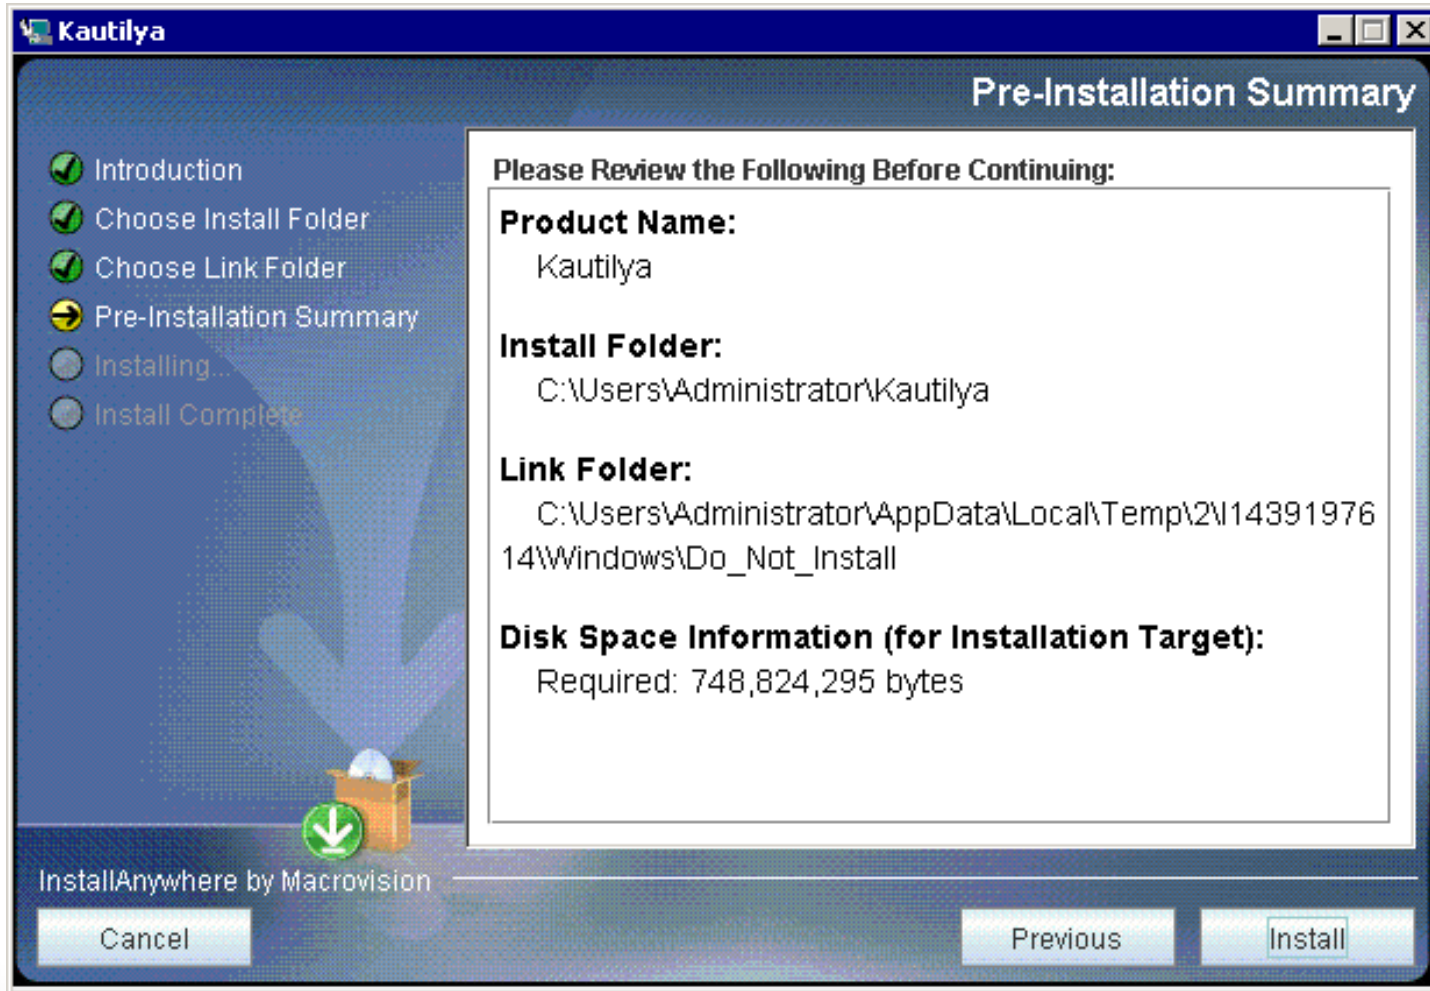 Kautilya
Pre-Installation Summary
Introduction
Choose Install Folder
Choose Link Folder
Pre-Installation Summary
Installing...
Install Complete
Please Review the Following Before Continuing:
Product Name:
Kautilya
Install Folder:
C:\Users\Administrator\Kautilya
Link Folder:
C:\Users\Administrator\AppData\Local\Temp\2\I14391976
14\Windows\Do_Not_Install
Disk Space Information (for Installation Target):
Required: 748,824,295 bytes
InstallAnywhere by Macrovision
Cancel
Previous
Install